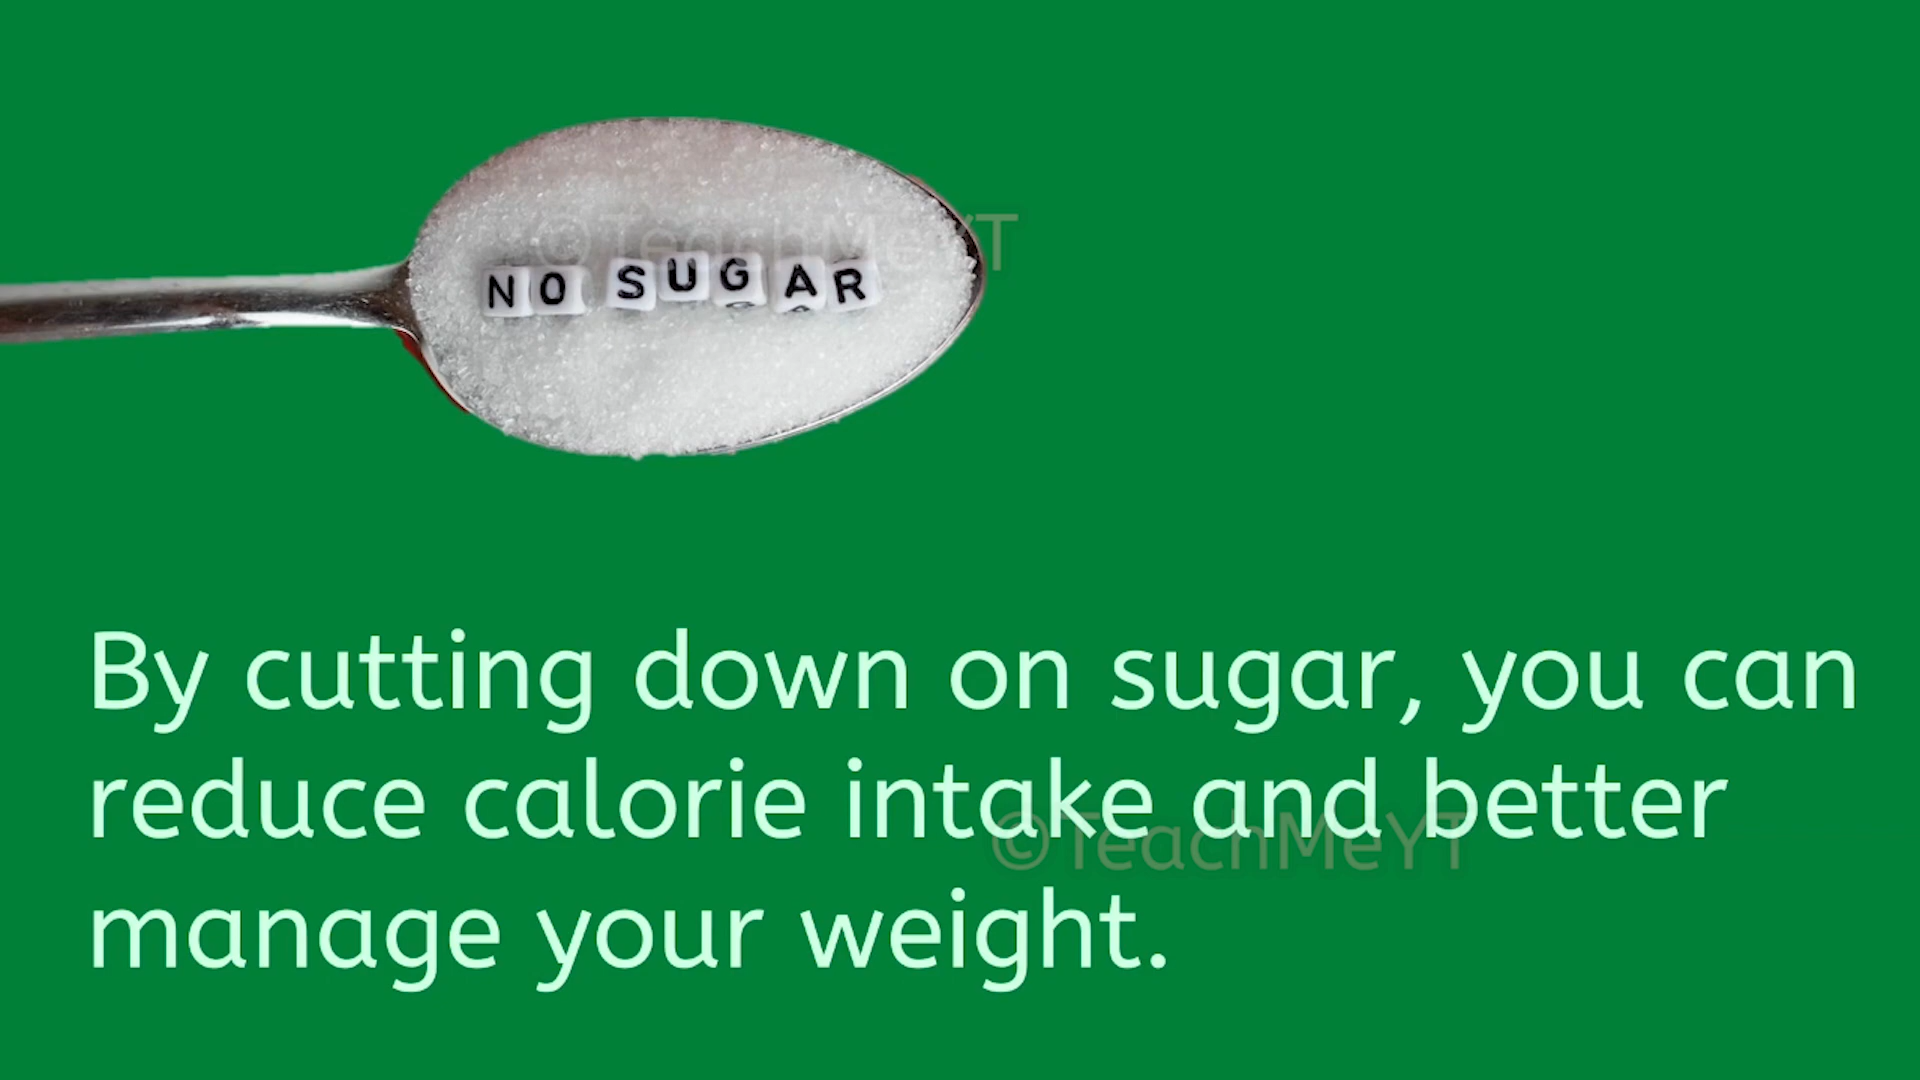 ©TeachMeYT
NO SUGAR
By cutting down on sugar, you can
reduce calorie intake and better
©TeachMeYT
manage your weight.